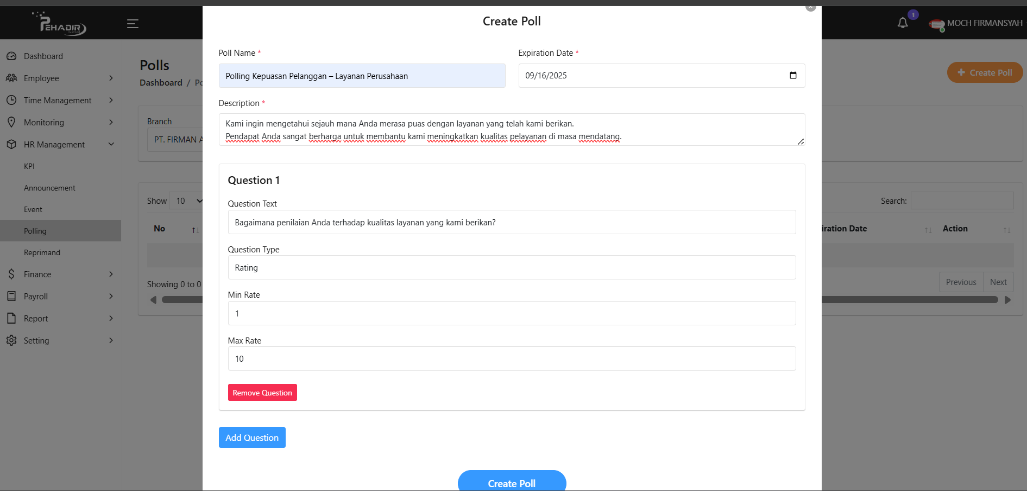 PEHADIR
1
MOCH FIRMANSYAH
Dashboard
Employee
Time Management
Monitoring
HR Management
KPI
Announcement
Event
Polling
Reprimand
Finance
Payroll
Report
Setting
Polls
Dashboard / Po
Create Poll
Branch
PT. FIRMAN A
Show 10
Search:
No
iration Date
Action
Showing 0 to 0
Previous
Next
Create Poll
Poll Name *
Expiration Date *
Polling Kepuasan Pelanggan – Layanan Perusahaan
09/16/2025
Description *
Kami ingin mengetahui sejauh mana Anda merasa puas dengan layanan yang telah kami berikan.
Pendapat Anda sangat berharga untuk membantu kami meningkatkan kualitas pelayanan di masa mendatang.
Question 1
Question Text
Bagaimana penilaian Anda terhadap kualitas layanan yang kami berikan?
Question Type
Rating
Min Rate
1
Max Rate
10
Remove Question
Add Question
Create Poll